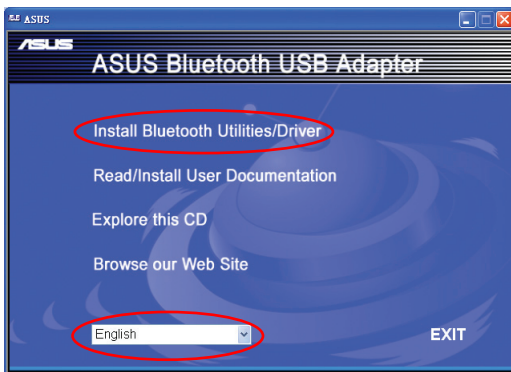 ASUS
ASUS
ASUS Bluetooth USB Adapter
Install Bluetooth Utilities/Driver
Read/Install User Documentation
Explore this CD
Browse our Web Site
English
EXIT